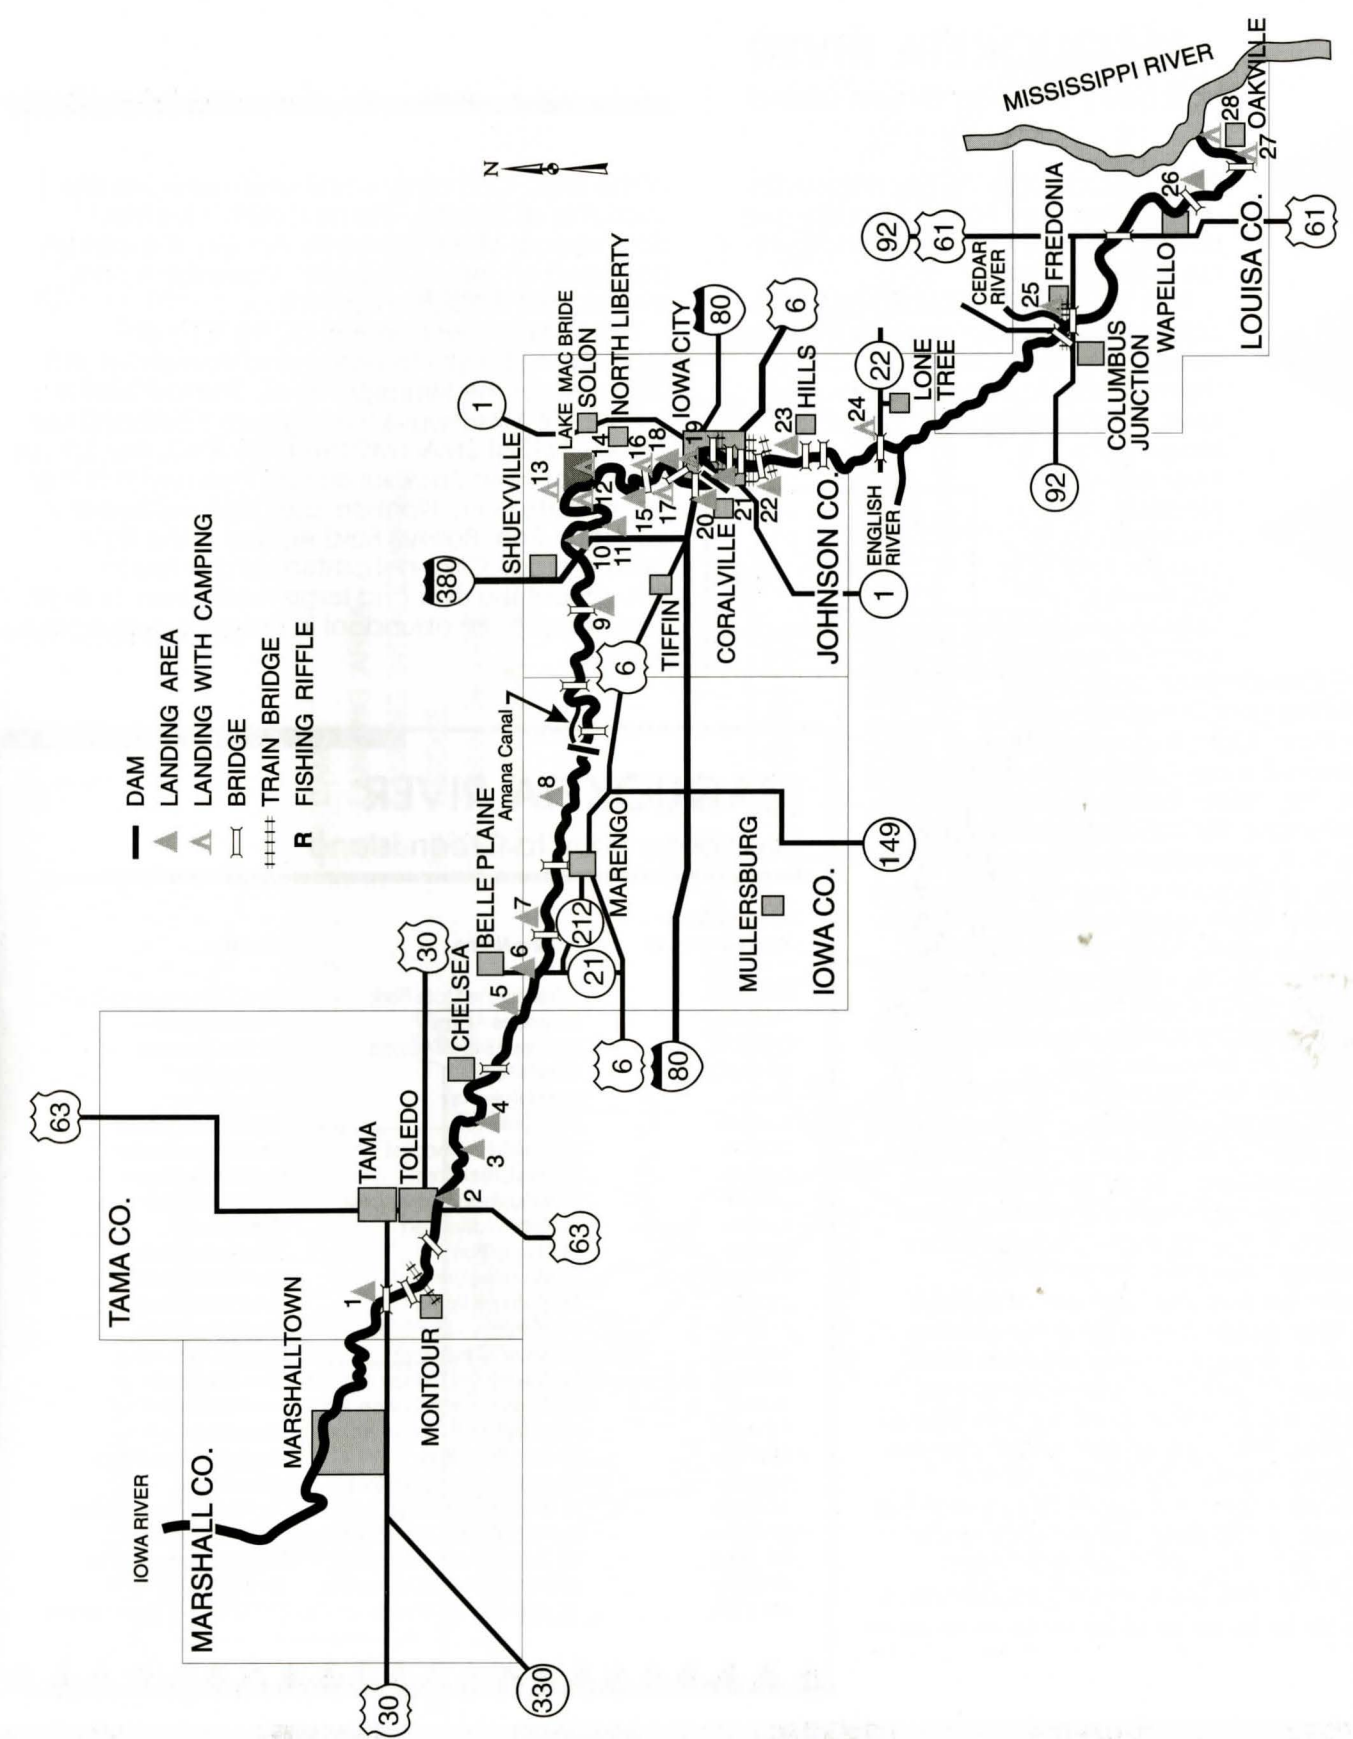 DAM
LANDING AREA
LANDING WITH CAMPING
BRIDGE
TRAIN BRIDGE
R FISHING RIFFLE
N
IOWA RIVER
MARSHALL CO.
MARSHALLTOWN
30
330
TAMA CO.
63
1
MONTOUR
TAMA
TOLEDO
2
63
3
4
30
CHELSEA
5
BELLE PLAINE
6
7
21
212
6
80
MARENGO
8
Amana Canal
MULLERSBURG
IOWA CO.
149
9
6
TIFFIN
380
SHUEYVILLE
10
11
12
13
LAKE MAC BRIDE
14
SOLON
1
NORTH LIBERTY
15
16
17
18
IOWA CITY
19
80
6
20
21
CORALVILLE
22
23
HILLS
JOHNSON CO.
1
ENGLISH
RIVER
24
22
LONE
TREE
CEDAR
RIVER
92
61
25
FREDONIA
COLUMBUS
JUNCTION
92
WAPELLO
LOUISA CO.
61
26
27
28
OAKVILLE
MISSISSIPPI RIVER